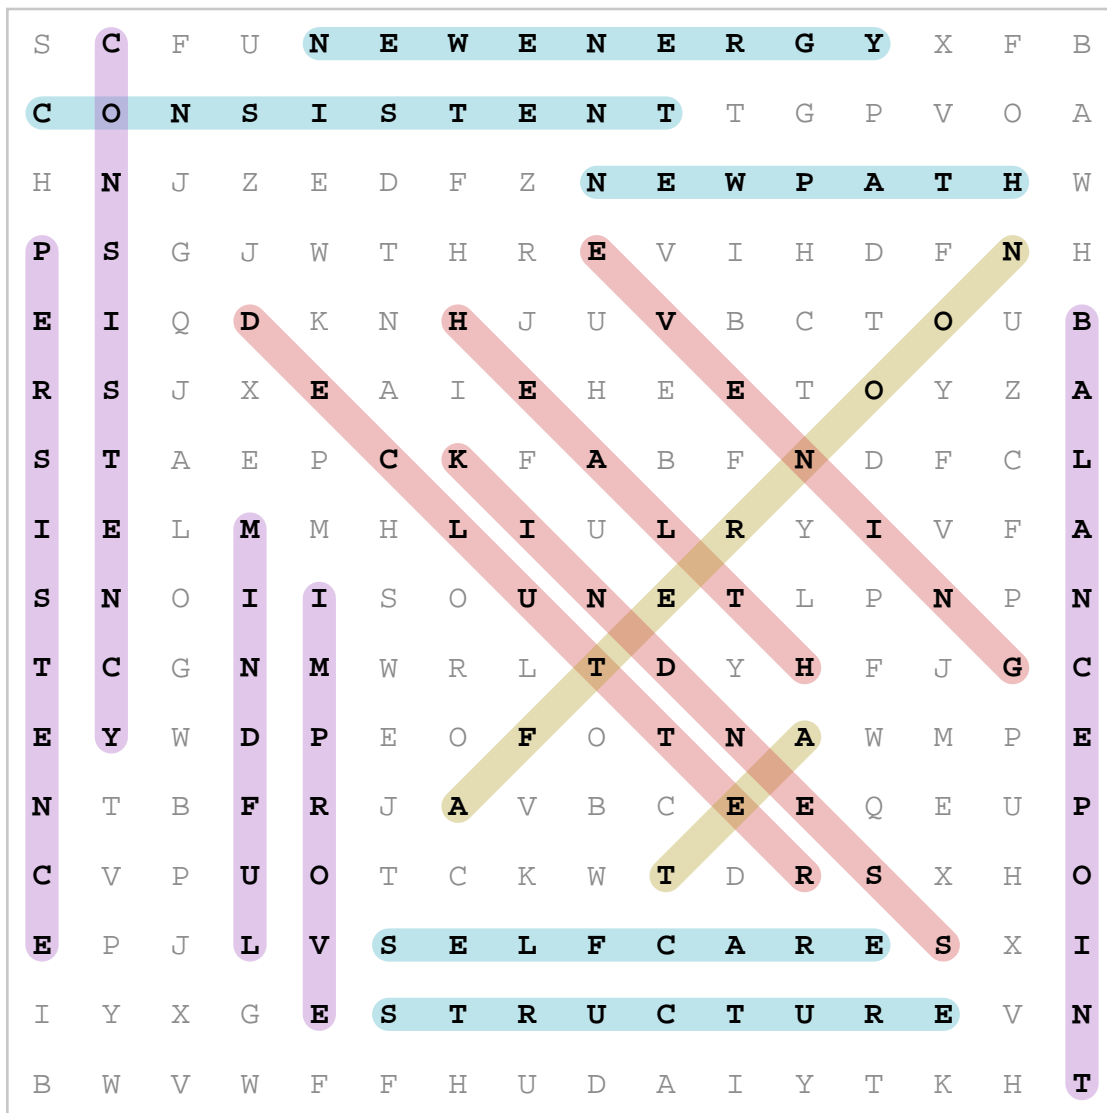 S C F U N E W E N E R G Y X F B
C O N S I S T E N T T G P V O A
H N J Z E D F Z N E W P A T H W
P S G J W T H R E V I H D F N H
E I Q D K N H J U V B C T O U B
R S J X E A I E H E E T O Y Z A
S T A E P C K F A B F N D F C L
I E L M M H L I U L R Y I V F A
S N O I I S O U N E T L P N P N
T C G N M W R L T D Y H F J G C
E Y W D P E O F O T N A W M P E
N T B F R J A V B C E E Q E U P
C V P U O T C K W T D R S X H O
E P J L V S E L F C A R E S X I
I Y X G E S T R U C T U R E V N
B W V W F F H U D A I Y T K H T